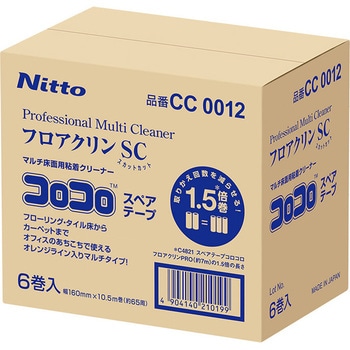 Nitto
品番 CC 0012
Professional Multi Cleaner
フロアクリン SC
スカットカット
マルチ床面用粘着クリーナー
コロコロ™ スペアテープ
フローリング・タイル床から
カーペットまで
オフィスのあちこちで使える
オレンジライン入りマルチタイプ!
取りかえ回数を減らせる!
1.5倍巻
※C4821 スペアテープコロコロ
フロアクリンPRO(約7m)の1.5倍の長さ
6巻入
幅160mm×10.5m巻(約65周)
4 904140 210199
Lot No.
6巻入
MADE IN JAPAN